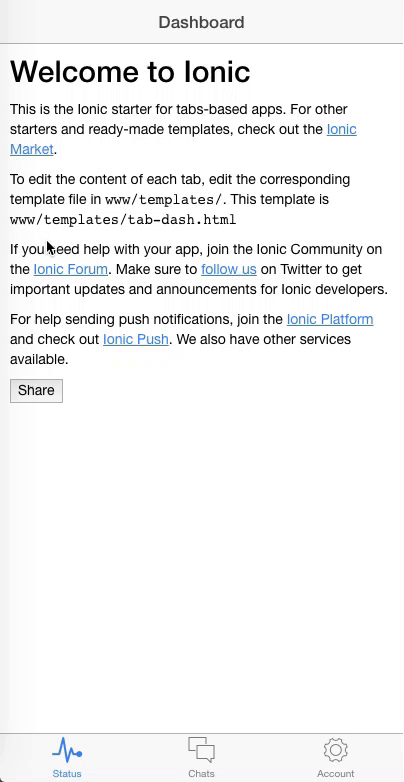 Dashboard
Welcome to Ionic
This is the Ionic starter for tabs-based apps. For other
starters and ready-made templates, check out the Ionic
Market.
To edit the content of each tab, edit the corresponding
template file in www/templates/. This template is
www/templates/tab-dash.html
If you need help with your app, join the Ionic Community on
the Ionic Forum. Make sure to follow us on Twitter to get
important updates and announcements for Ionic developers.
For help sending push notifications, join the Ionic Platform
and check out Ionic Push. We also have other services
available.
Share
Status
Chats
Account